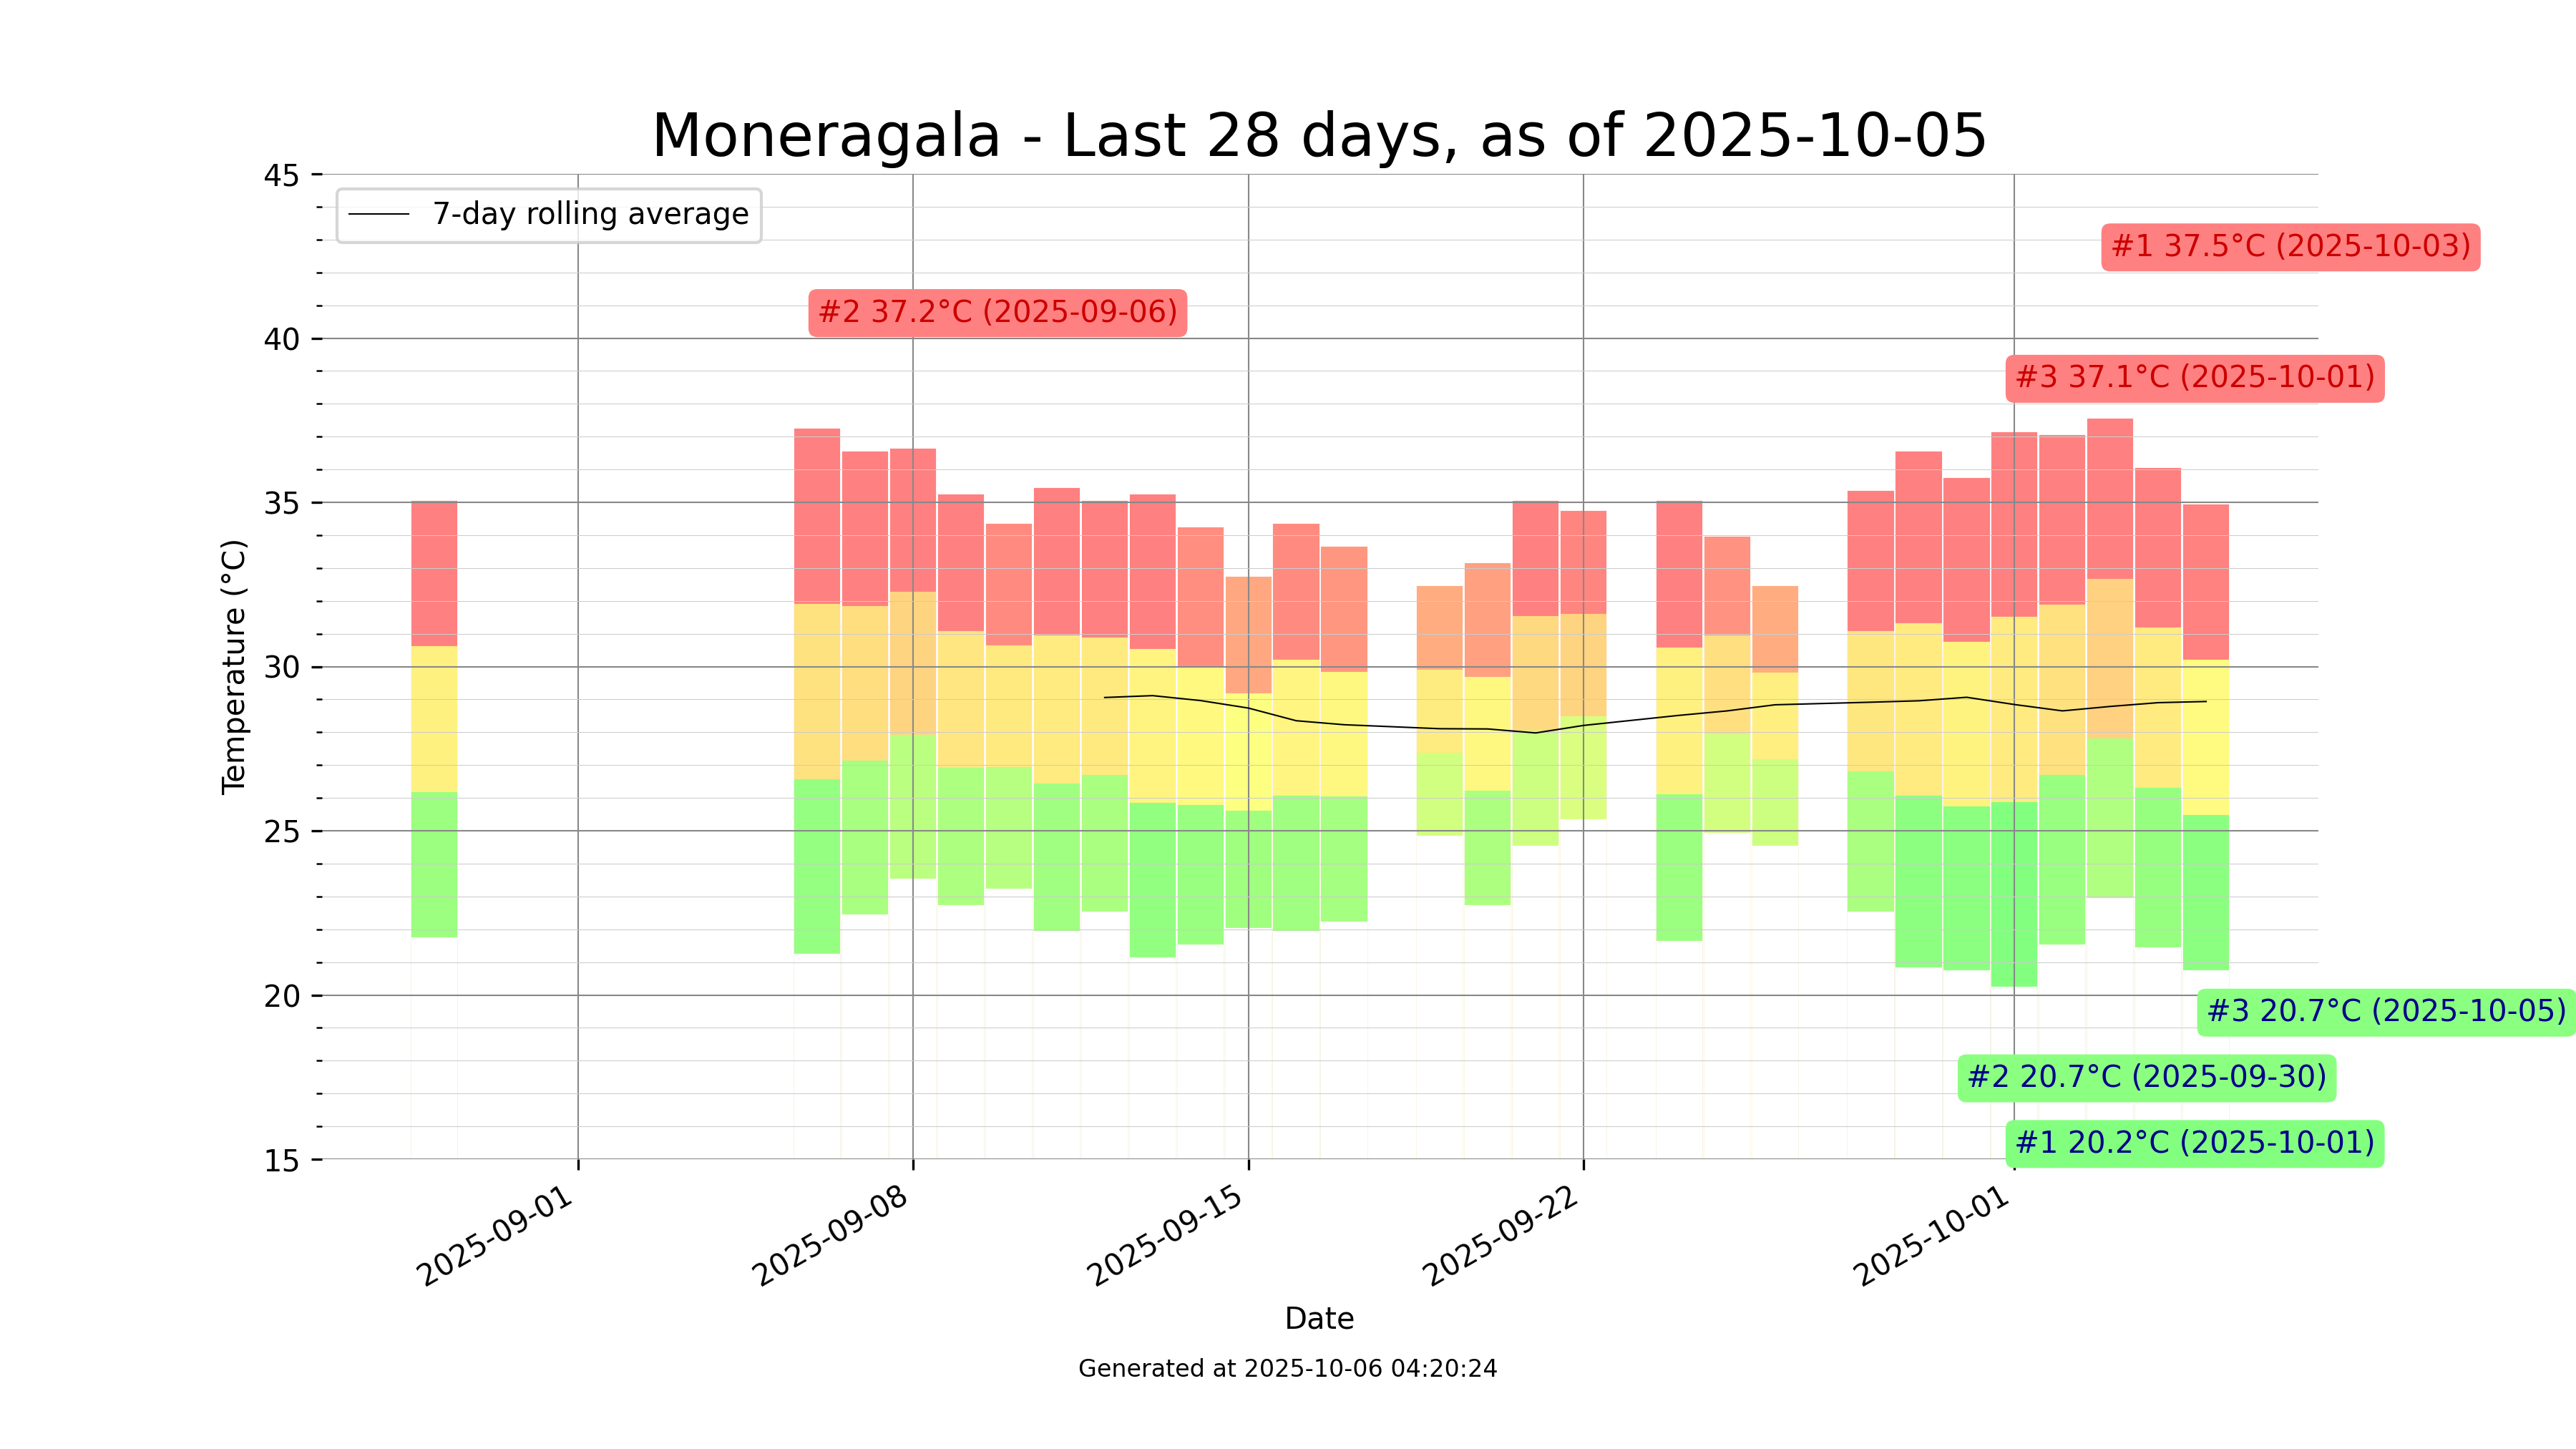 Moneragala - Last 28 days, as of 2025-10-05
45
7-day rolling average
#1 37.5°C (2025-10-03)
#2 37.2°C (2025-09-06)
40
#3 37.1°C (2025-10-01)
35
30
Temperature (°C)
25
20
#3 20.7°C (2025-10-05)
#2 20.7°C (2025-09-30)
#1 20.2°C (2025-10-01)
15
2025-09-01
2025-09-08
2025-09-15
2025-09-22
2025-10-01
Date
Generated at 2025-10-06 04:20:24